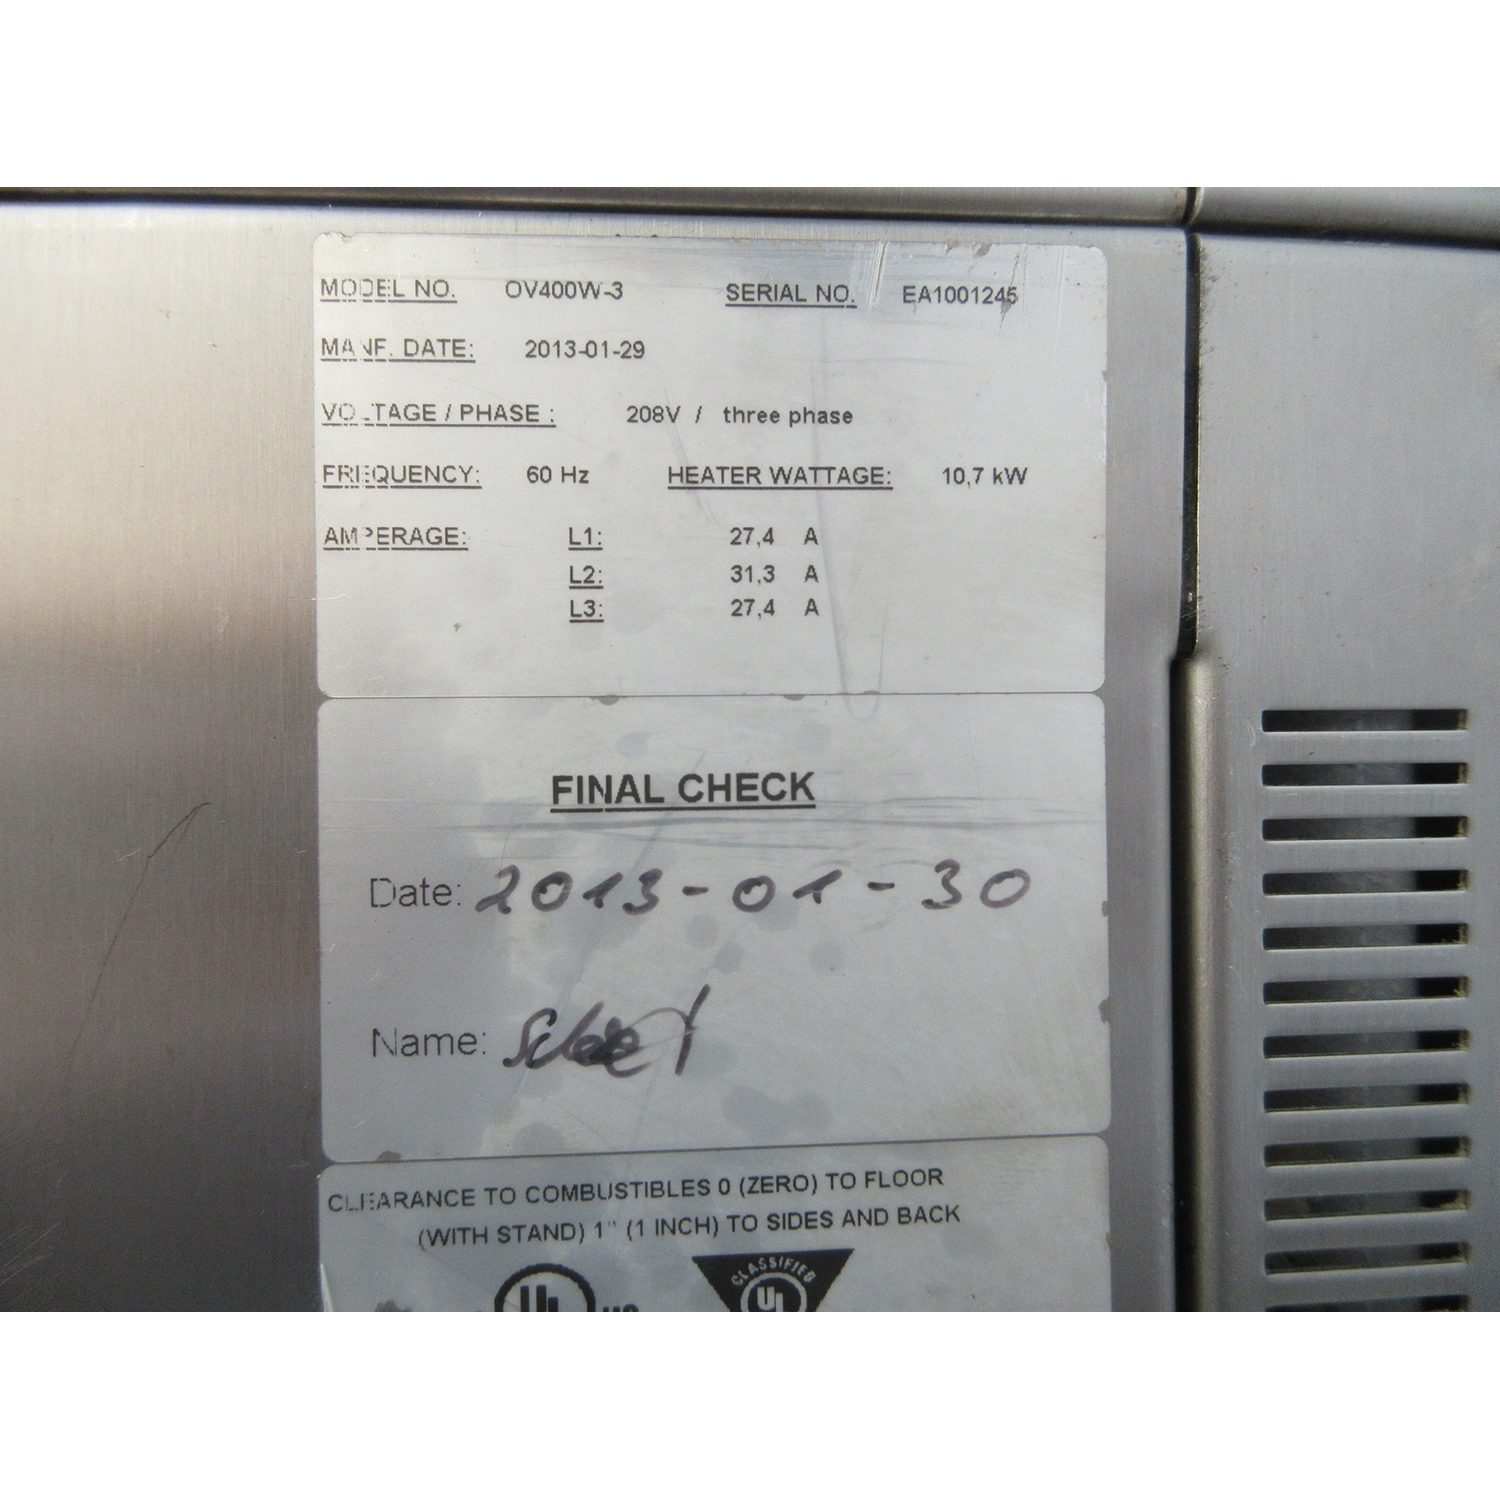 MODEL NO. OV400W-3 SERIAL NO. EA1001245
MANF. DATE: 2013-01-29
VOLTAGE / PHASE : 208V / three phase
FREQUENCY: 60 Hz HEATER WATTAGE: 10,7 kW
AMPERAGE: L1: 27,4 A
L2: 31,3 A
L3: 27,4 A
FINAL CHECK
Date: 2013-01-30
Name:
CLEARANCE TO COMBUSTIBLES 0 (ZERO) TO FLOOR
(WITH STAND) 1" (1 INCH) TO SIDES AND BACK
CLASSIFIED
UL US
UL